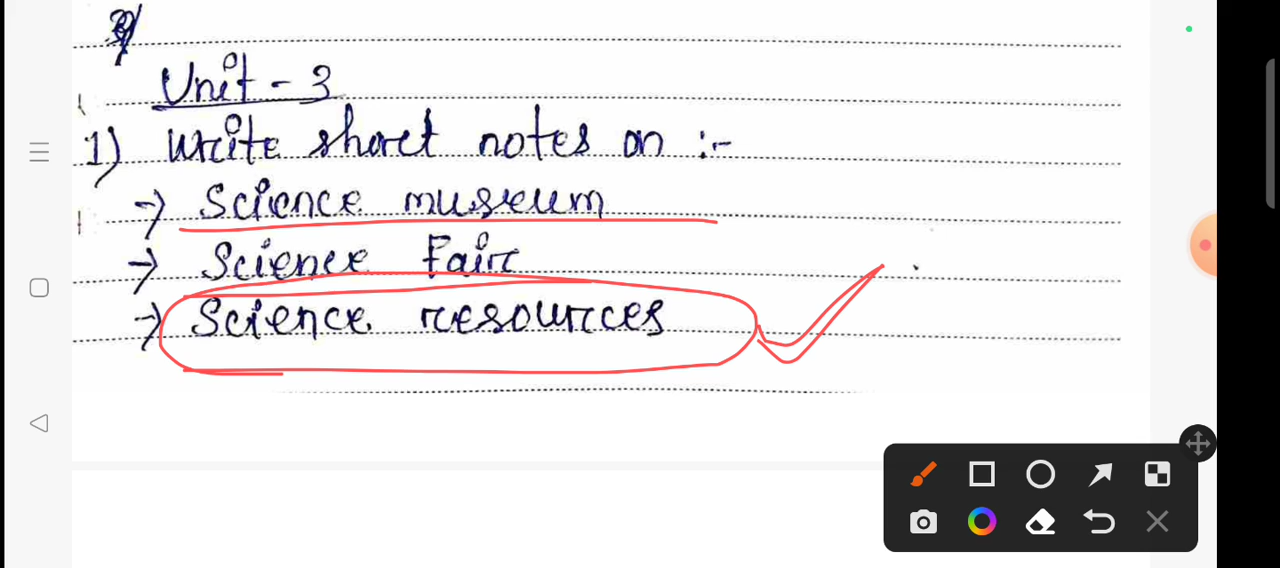 Unit - 3
1) Write short notes on :-
→ Science museum
→ Science Fair
→ Science resources